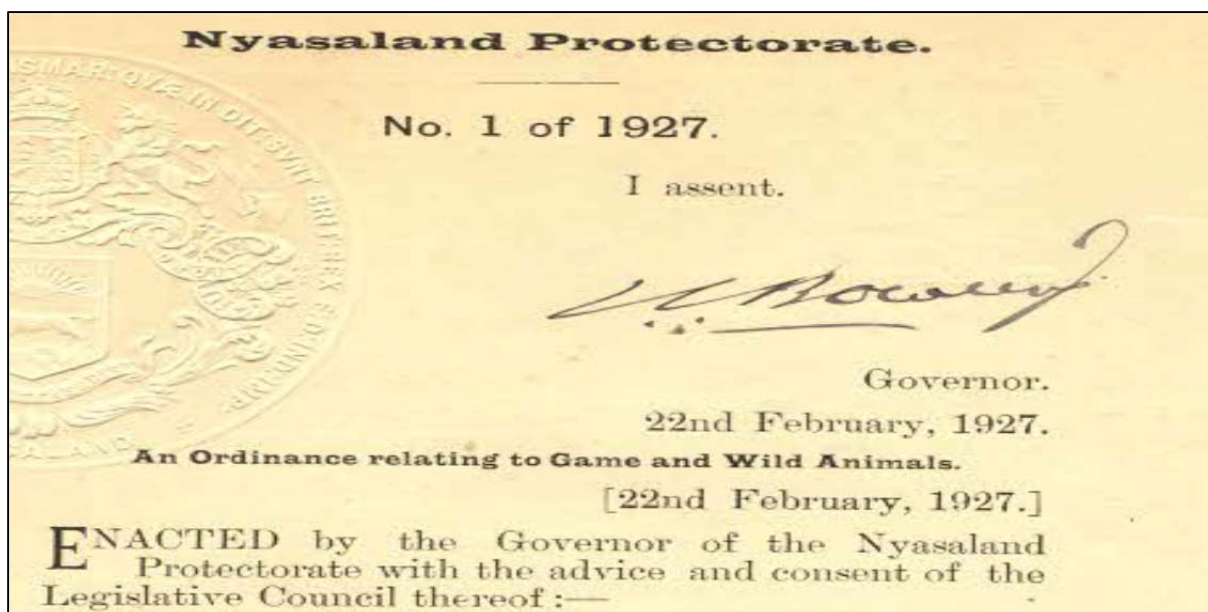 Nyasaland Protectorate.
No. 1 of 1927.
I assent.
Governor.
22nd February, 1927.
An Ordinance relating to Game and Wild Animals.
[22nd February, 1927.]
ENACTED by the Governor of the Nyasaland
Protectorate with the advice and consent of the
Legislative Council thereof :—